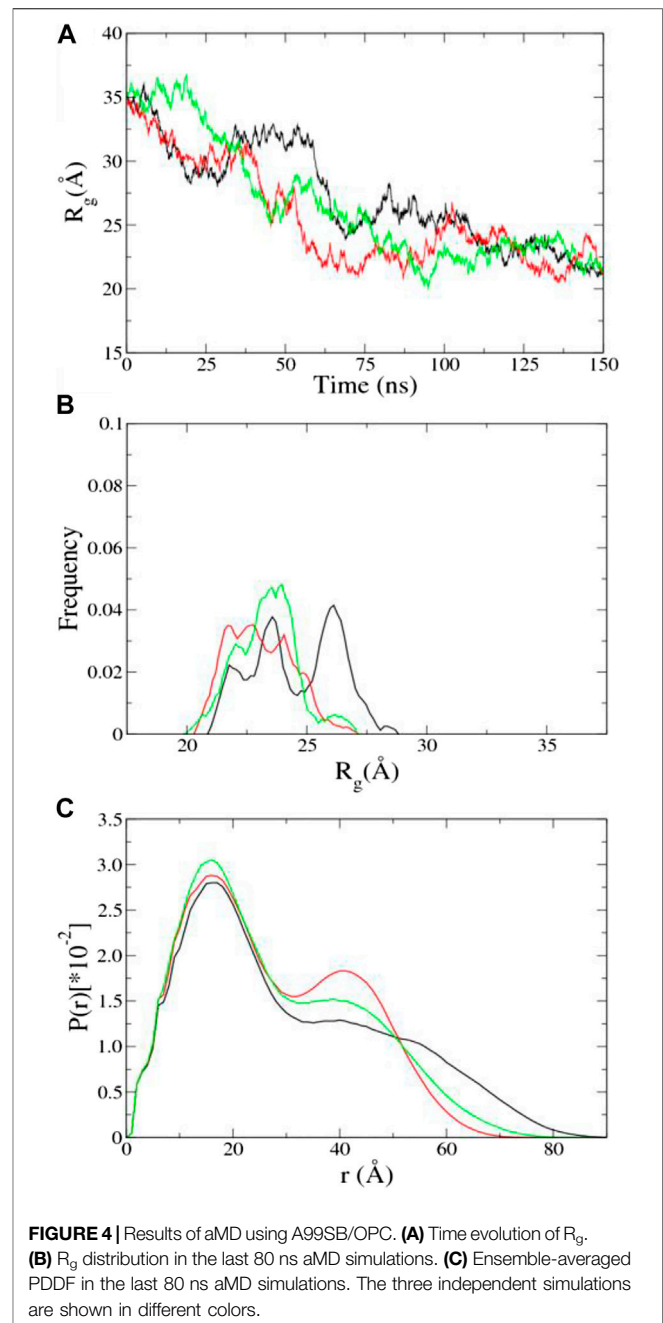 A
40
35
30
25
20
15
R_g(Å)
0 25 50 75 100 125 150
Time (ns)
B
0.1
0.08
0.06
0.04
0.02
0
Frequency
20 25 30 35
R_g(Å)
C
3.5
3.0
2.5
2.0
1.5
1.0
0.5
0
P(r)[*10^-2]
0 20 40 60 80
r (Å)
FIGURE 4 | Results of aMD using A99SB/OPC. (A) Time evolution of R_g.
(B) R_g distribution in the last 80 ns aMD simulations. (C) Ensemble-averaged
PDDF in the last 80 ns aMD simulations. The three independent simulations
are shown in different colors.